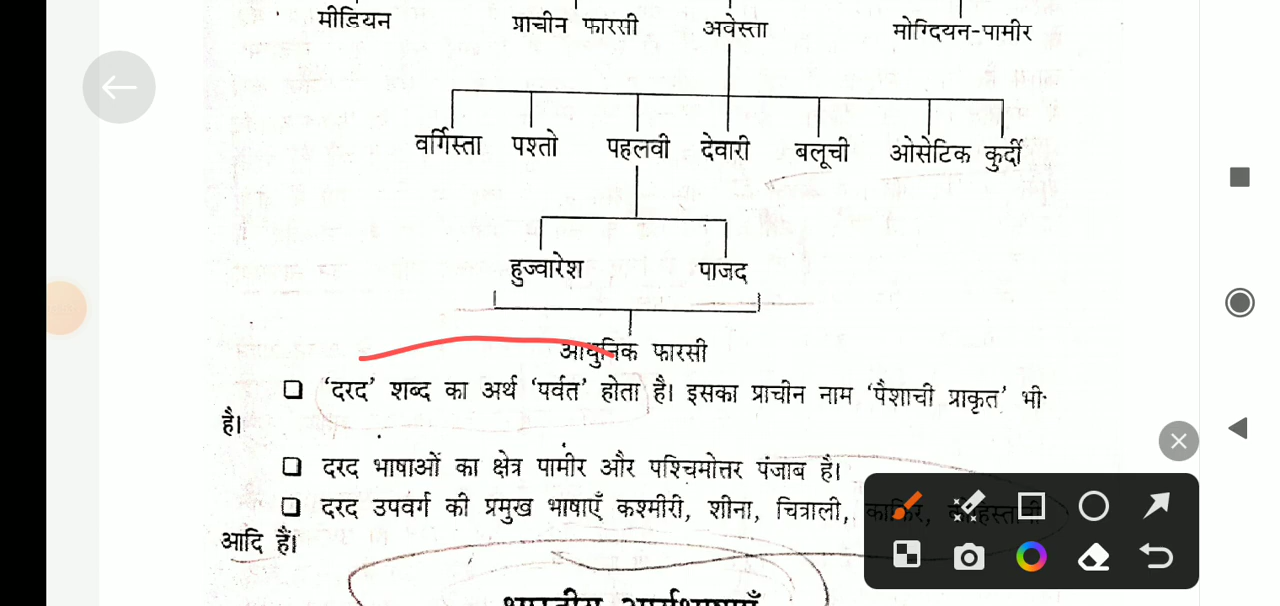 मीडियन प्राचीन फारसी अवेस्ता मोग्दियन-पामीर
वर्गिस्ता पश्तो पहलवी देवारी बलूची ओसेटिक कुर्दी
हुज्वारेश पाजद
आधुनिक फारसी
❑ ‘दरद’ शब्द का अर्थ ‘पर्वत’ होता है। इसका प्राचीन नाम ‘पैशाची प्राकृत’ भी
है।
❑ दरद भाषाओं का क्षेत्र पामीर और पश्चिमोत्तर पंजाब है।
❑ दरद उपवर्ग की प्रमुख भाषाएँ कश्मीरी, शीना, चित्राली,
आदि हैं।